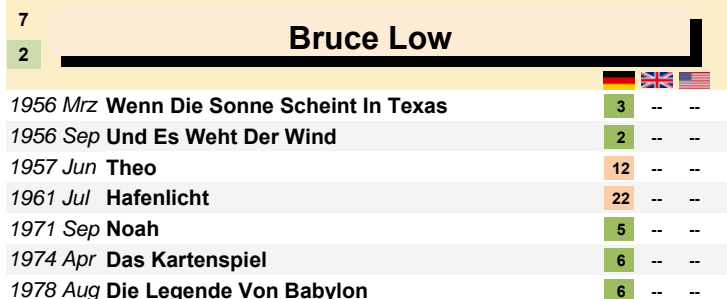 7
Bruce Low
2
1956 Mrz Wenn Die Sonne Scheint In Texas 3 -- --
1956 Sep Und Es Weht Der Wind 2 -- --
1957 Jun Theo 12 -- --
1961 Jul Hafenlicht 22 -- --
1971 Sep Noah 5 -- --
1974 Apr Das Kartenspiel 6 -- --
1978 Aug Die Legende Von Babylon 6 -- --